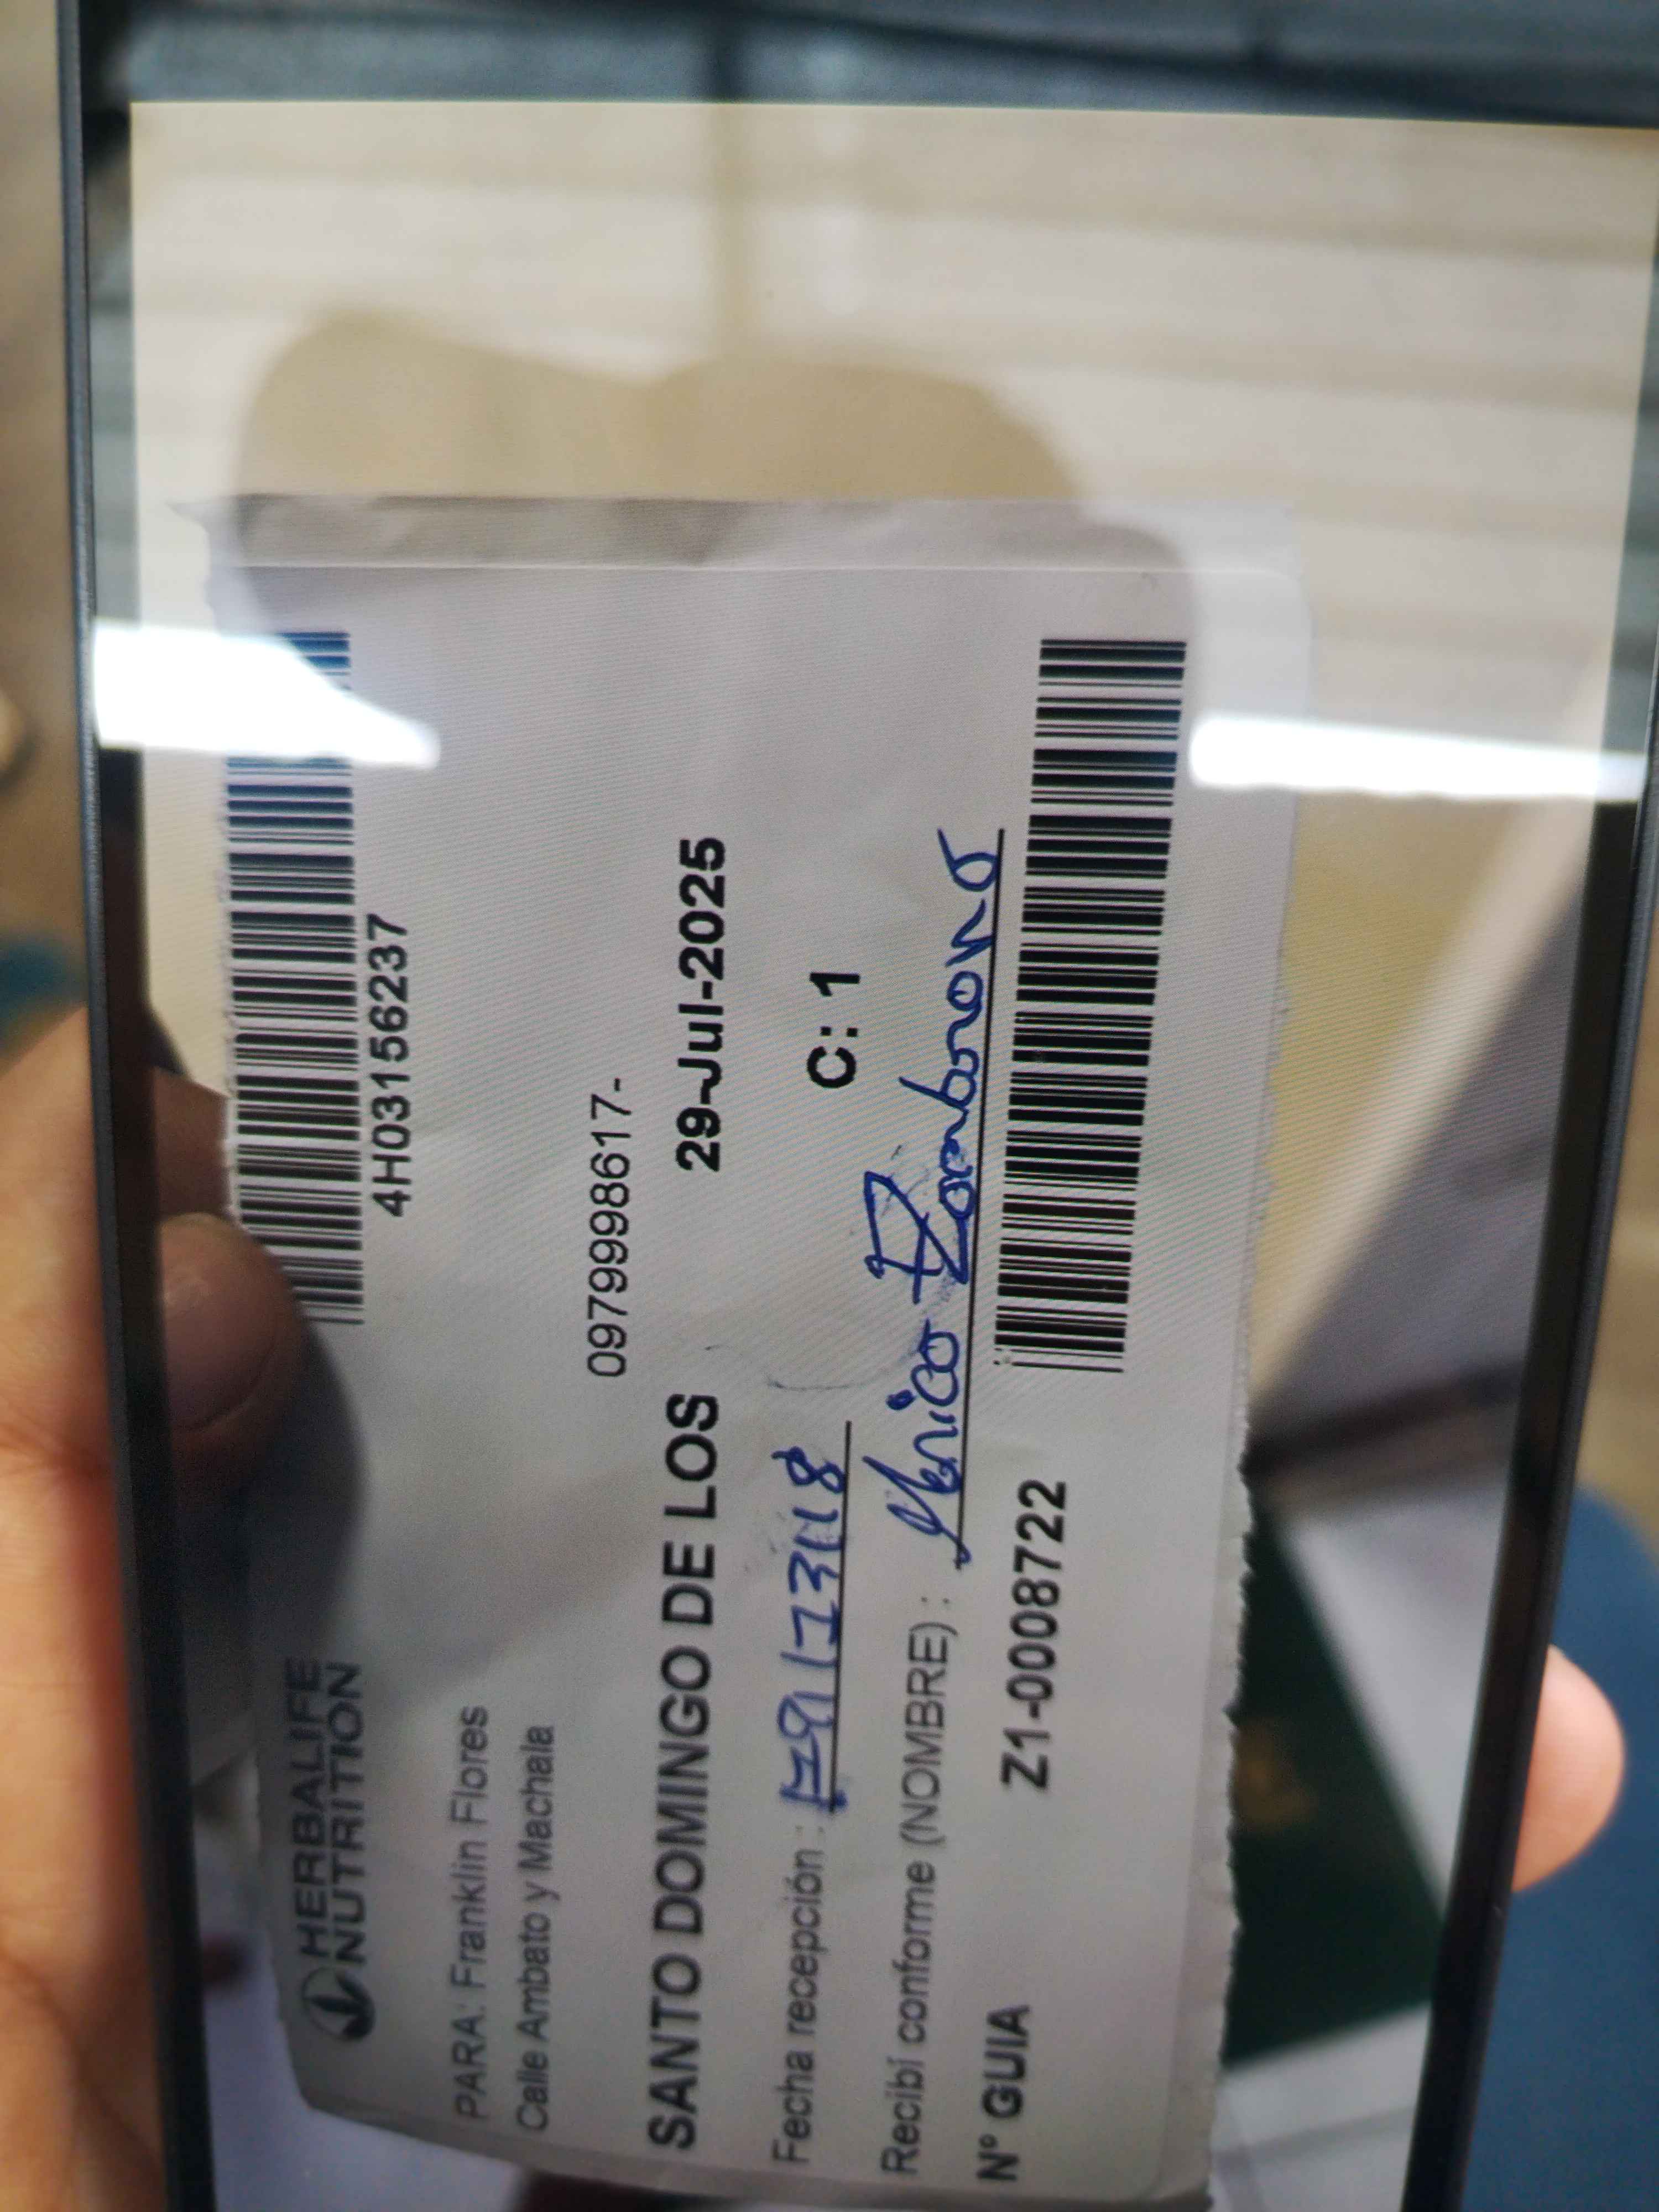 HERBALIFE
NUTRITION
4H03156237
PARA: Franklin Flores
Calle Ambato y Machala
0979998617-
SANTO DOMINGO DE LOS 29-Jul-2025
Fecha recepción :
C: 1
Recibí conforme (NOMBRE) : Zambrano
Nº GUIA Z1-0008722